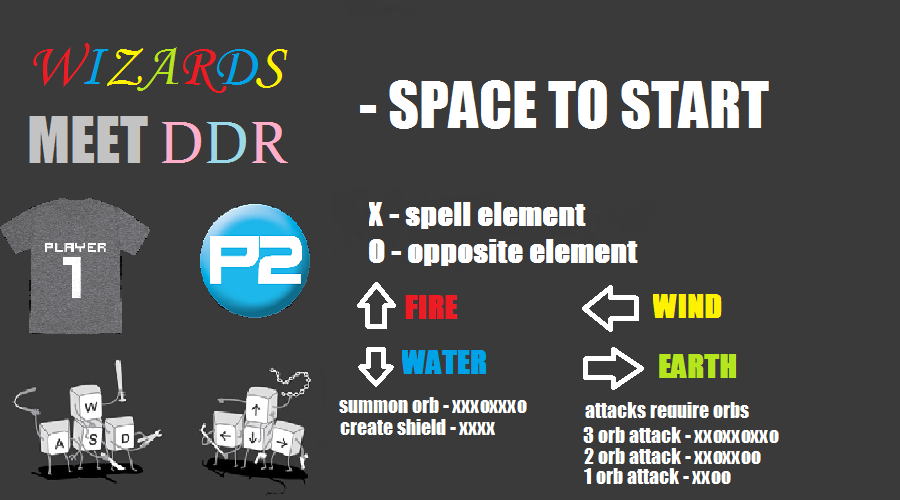 WIZARDS
MEET DDR
- SPACE TO START
PLAYER
1
P2
X - spell element
O - opposite element
FIRE
WIND
WATER
EARTH
summon orb - xxxoxxxo
create shield - xxxx
attacks require orbs
3 orb attack - xxoxxoxxo
2 orb attack - xxoxxoo
1 orb attack - xxoo
W
A S D
↑
← ↓ →